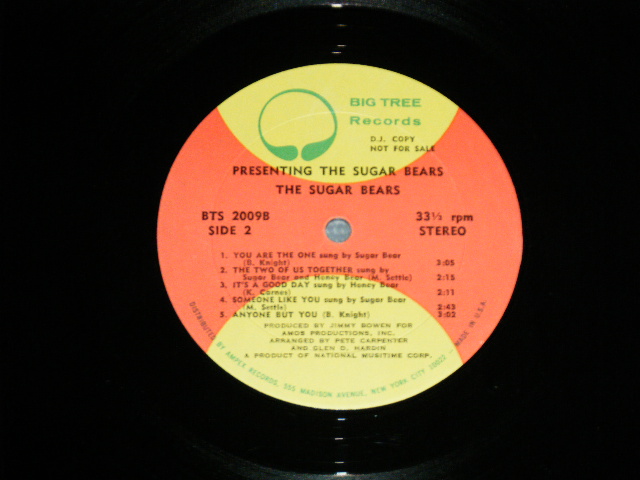 BIG TREE
Records
D.J. COPY
NOT FOR SALE
PRESENTING THE SUGAR BEARS
THE SUGAR BEARS
BTS 2009B
33⅓ rpm
SIDE 2
STEREO
1. YOU ARE THE ONE sung by Sugar Bear
(B. Knight) 3:05
2. THE TWO OF US TOGETHER sung by
Sugar Bear and Honey Bear (M. Settle) 2:15
3. IT'S A GOOD DAY sung by Honey Bear
(K. Carnes) 2:11
4. SOMEONE LIKE YOU sung by Sugar Bear
M. Settle) 2:43
5. ANYONE BUT YOU (B. Knight) 3:02
PRODUCED BY JIMMY BOWEN FOR
AMOS PRODUCTIONS, INC.
ARRANGED BY PETE CARPENTER
AND GLEN D. HARDIN
A PRODUCT OF NATIONAL MUSITIME CORP.
DISTRIBUTED BY AMPEX RECORDS, 555 MADISON AVENUE, NEW YORK CITY 10022 — MADE IN U.S.A.